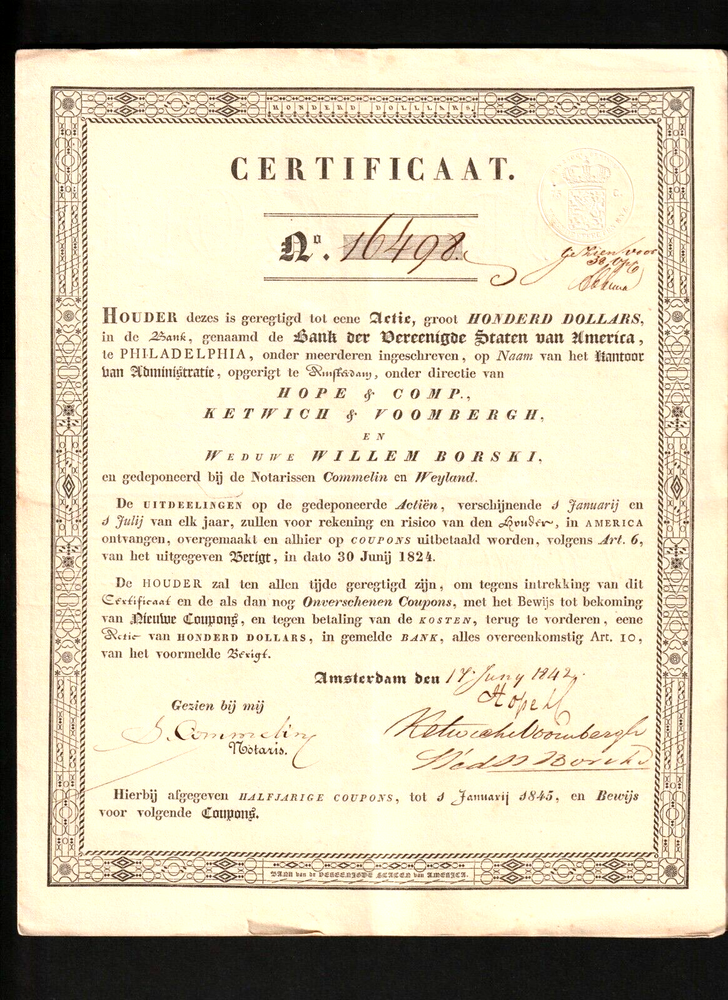 HONDERD DOLLLARS.
CERTIFICAAT.
No. 16498.
Gezien voor
HOUDER dezes is geregtigd tot eene Actie, groot HONDERD DOLLARS,
in de Bank, genaamd de Bank der Vereenigde Staten van America,
te PHILADELPHIA, onder meerderen ingeschreven, op Naam van het Kantoor
van Administratie, opgerigt te Amsterdam, onder directie van
HOPE & COMP.,
KETWICH & VOOMBERGH,
EN
WEDUWE WILLEM BORSKI,
en gedeponeerd bij de Notarissen Commelin en Weyland.
De UITDEELINGEN op de gedeponeerde Actiën, verschijnende 1 Januarij en
1 Julij van elk jaar, zullen voor rekening en risico van den Houder, in AMERICA
ontvangen, overgemaakt en alhier op COUPONS uitbetaald worden, volgens Art. 6,
van het uitgegeven Berigt, in dato 30 Junij 1824.
De HOUDER zal ten allen tijde geregtigd zijn, om tegens intrekking van dit
Certificaat en de als dan nog Onverschenen Coupons, met het Bewijs tot bekoming
van Nieuwe Coupons, en tegen betaling van de KOSTEN, terug te vorderen, eene
Actie van HONDERD DOLLARS, in gemelde BANK, alles overeenkomstig Art. 10,
van het voormelde Berigt.
Amsterdam den 17 Juny 1842.
Hope &
Gezien bij mij
J. Commelin
Ketwich & Voombergh
Notaris.
Wed W Borski
Hierbij afgegeven HALFJARIGE COUPONS, tot 1 Januarij 1845, en Bewijs
voor volgende Coupons.
BANK van de VEREENIGDE STATEN van AMERICA.